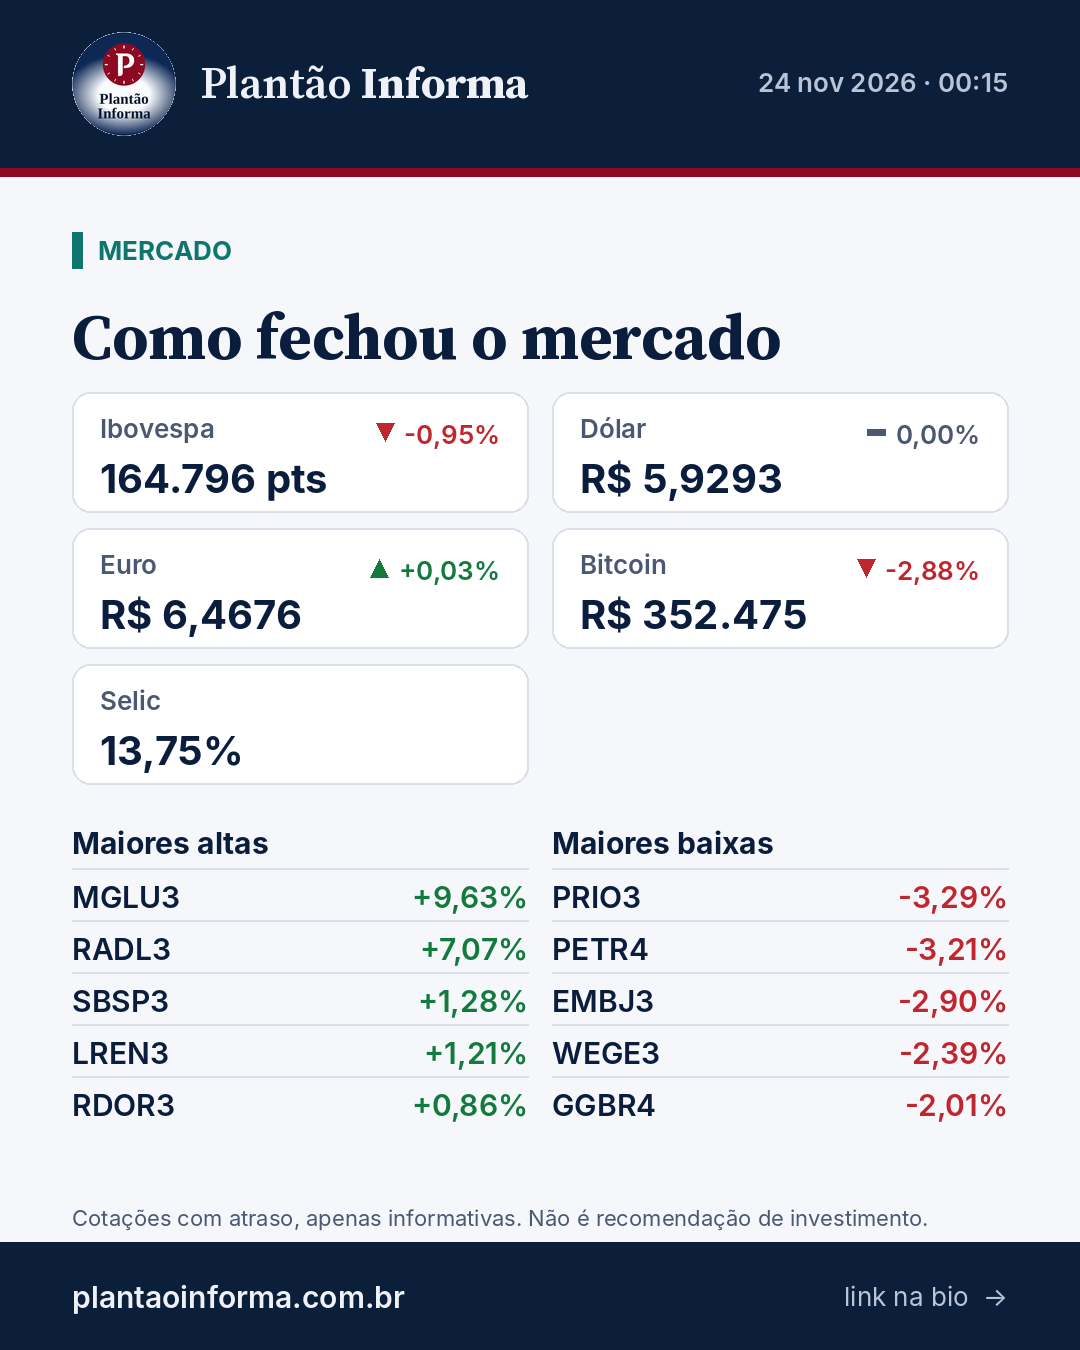 P
Plantão
Informa
Plantão Informa
24 nov 2026 · 00:15
MERCADO
Como fechou o mercado
Ibovespa
▼ -0,95%
164.796 pts
Dólar
0,00%
R$ 5,9293
Euro
▲ +0,03%
R$ 6,4676
Bitcoin
▼ -2,88%
R$ 352.475
Selic
13,75%
Maiores altas
MGLU3 +9,63%
RADL3 +7,07%
SBSP3 +1,28%
LREN3 +1,21%
RDOR3 +0,86%
Maiores baixas
PRIO3 -3,29%
PETR4 -3,21%
EMBJ3 -2,90%
WEGE3 -2,39%
GGBR4 -2,01%
Cotações com atraso, apenas informativas. Não é recomendação de investimento.
plantaoinforma.com.br
link na bio →